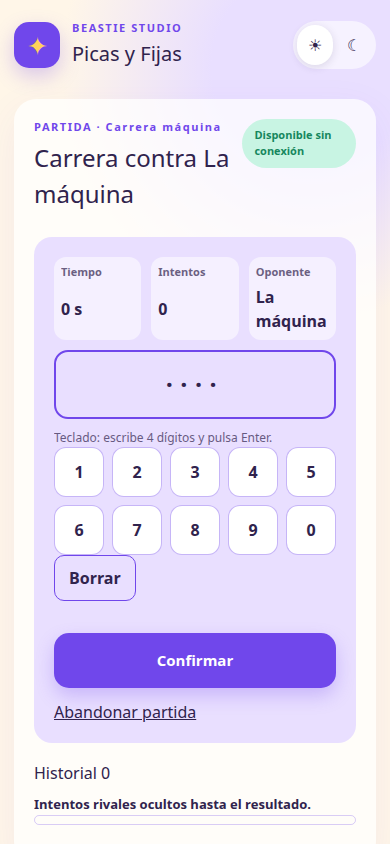 BEASTIE STUDIO
Picas y Fijas
PARTIDA · Carrera máquina
Carrera contra La
máquina
Disponible sin
conexión
Tiempo
0 s
Intentos
0
Oponente
La
máquina
• • • •
Teclado: escribe 4 dígitos y pulsa Enter.
1 2 3 4 5
6 7 8 9 0
Borrar
Confirmar
Abandonar partida
Historial 0
Intentos rivales ocultos hasta el resultado.